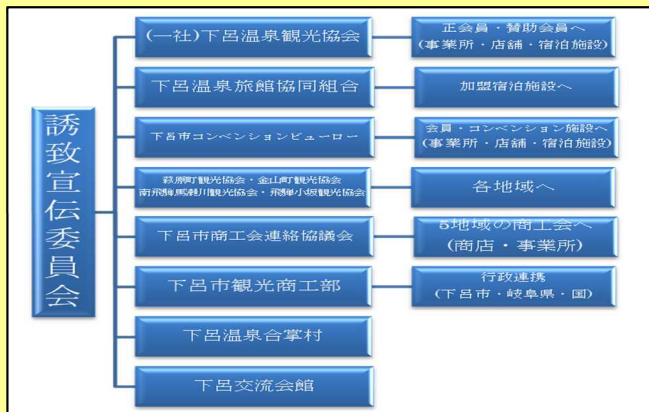 誘致宣伝委員会
(一社)下呂温泉観光協会
正会員・賛助会員へ
(事業所・店舗・宿泊施設)
下呂温泉旅館協同組合
加盟宿泊施設へ
下呂市コンベンションビューロー
会員・コンベンション施設へ
(事業所・店舗・宿泊施設)
萩原町観光協会・金山町観光協会
南飛騨馬瀬川観光協会・飛騨小坂観光協会
各地域へ
下呂市商工会連絡協議会
5地域の商工会へ
(商店・事業所)
下呂市観光商工部
行政連携
(下呂市・岐阜県・国)
下呂温泉合掌村
下呂交流会館